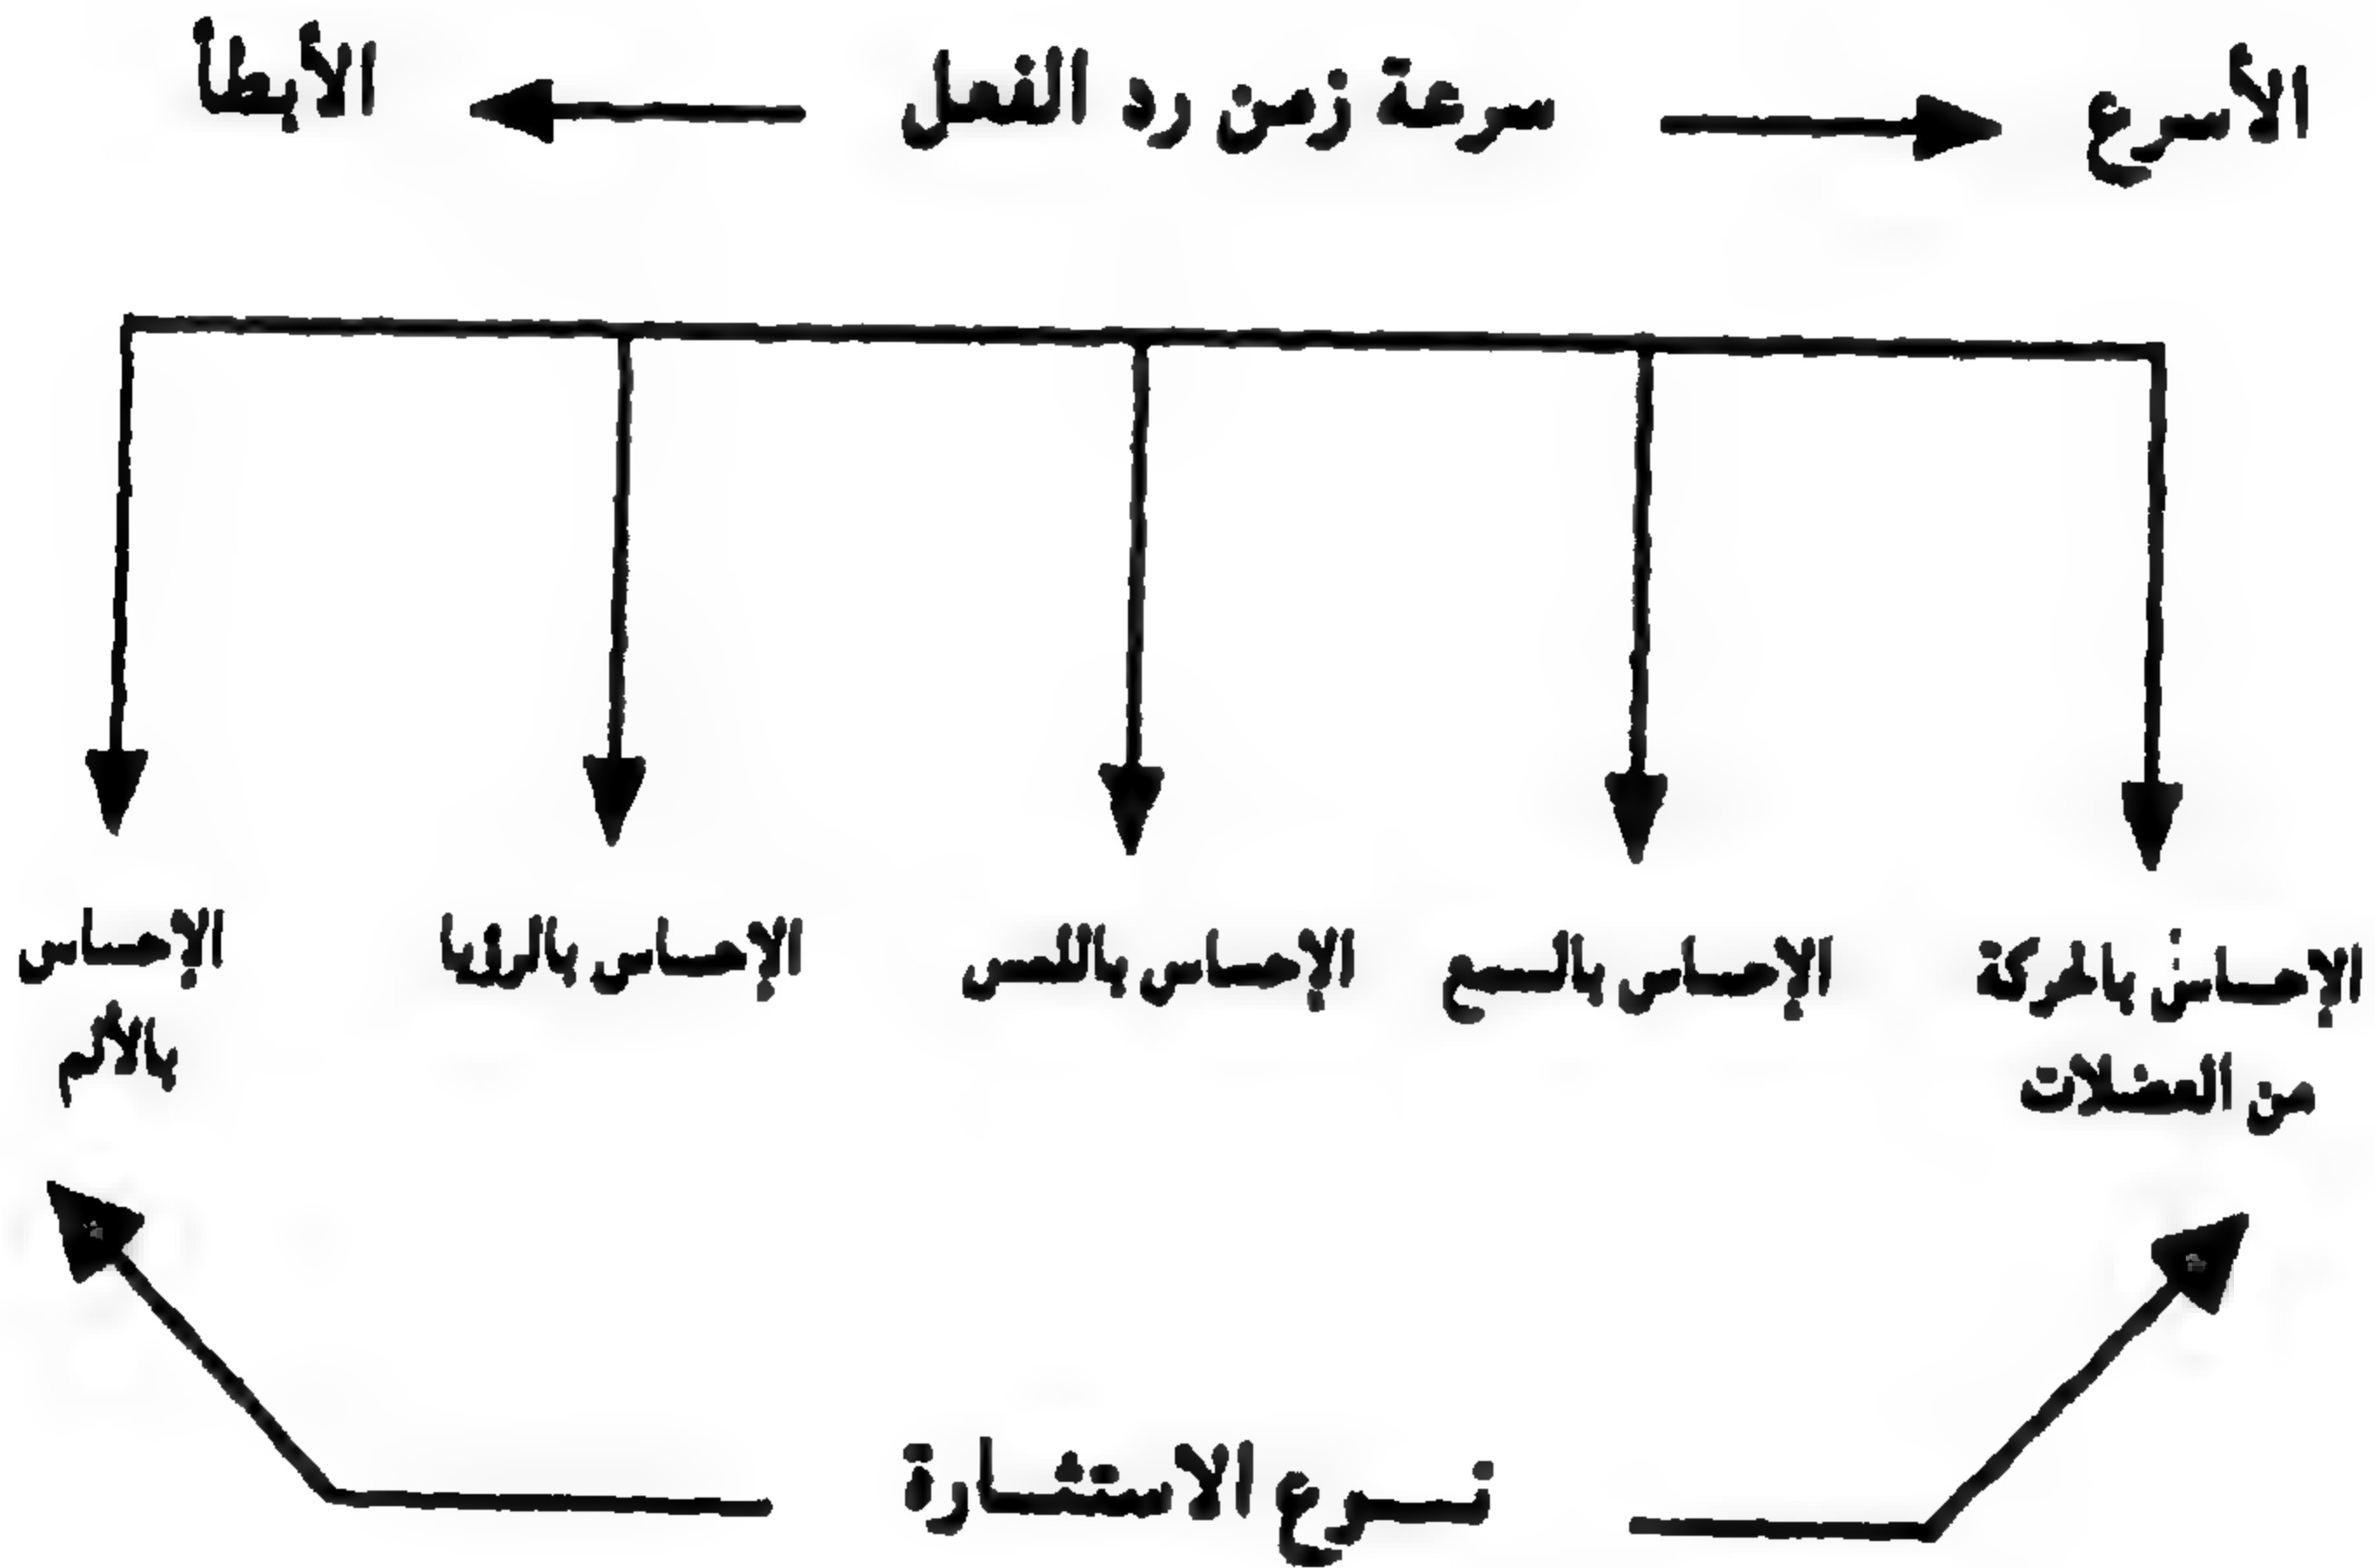 الأسرع
سرعة زمن رد الفعل
الأبطأ
الإحساس بالحركة
من العضلات
الإحساس بالسمع
الإحساس باللمس
الإحساس بالرؤيا
الإحساس
بالألم
نوع الاستثارة